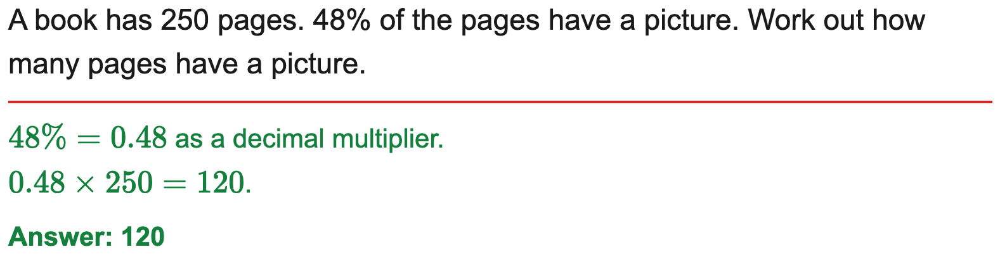 A book has 250 pages. 48% of the pages have a picture. Work out how
many pages have a picture.
48% = 0.48 as a decimal multiplier.
0.48 × 250 = 120.
Answer: 120